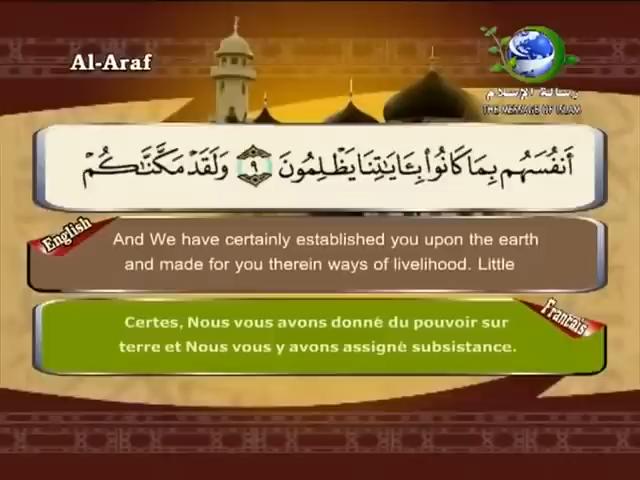 Al-Araf
رسالة الإسلام
THE MESSAGE OF ISLAM
أَنفُسَهُم بِمَا كَانُوا۟ بِـَٔايَـٰتِنَا يَظْلِمُونَ ٩ وَلَقَدْ مَكَّنَّـٰكُمْ
English
And We have certainly established you upon the earth
and made for you therein ways of livelihood. Little
Francais
Certes, Nous vous avons donné du pouvoir sur
terre et Nous vous y avons assigné subsistance.